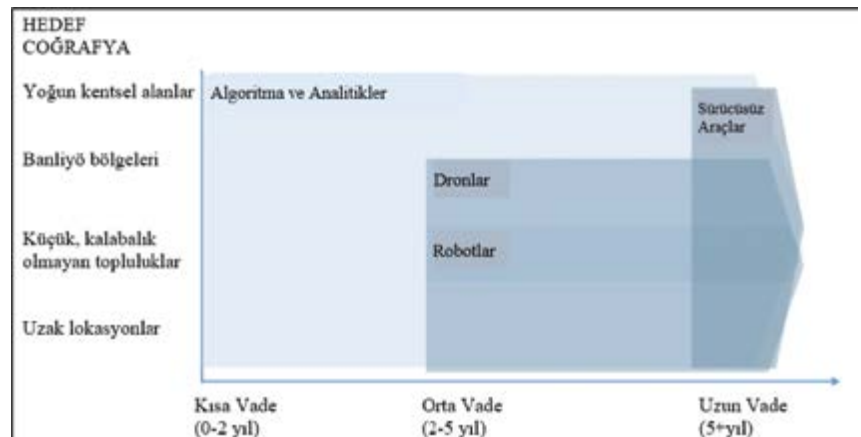 HEDEF
COĞRAFYA
Yoğun kentsel alanlar
Algoritma ve Analitikler
Sürücüsüz
Araçlar
Banliyö bölgeleri
Dronlar
Küçük, kalabalık
olmayan topluluklar
Robotlar
Uzak lokasyonlar
Kısa Vade
(0-2 yıl)
Orta Vade
(2-5 yıl)
Uzun Vade
(5+yıl)